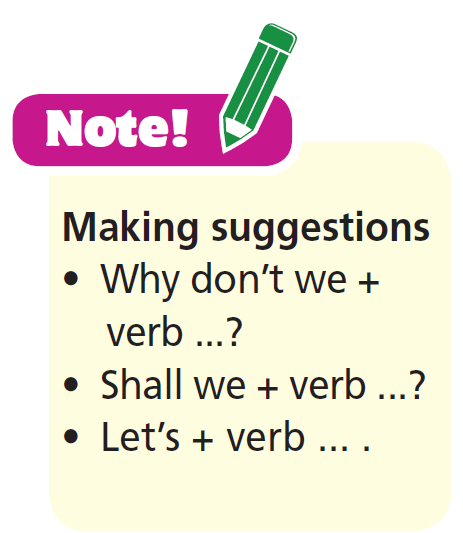 Note!
Making suggestions
• Why don't we +
verb ...?
• Shall we + verb ...?
• Let's + verb ... .